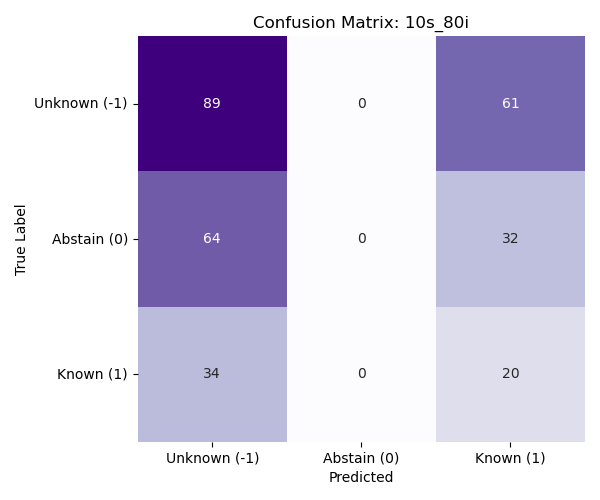 Confusion Matrix: 10s_80i
True Label
Unknown (-1)
89 0 61
Abstain (0)
64 0 32
Known (1)
34 0 20
Unknown (-1) Abstain (0) Known (1)
Predicted